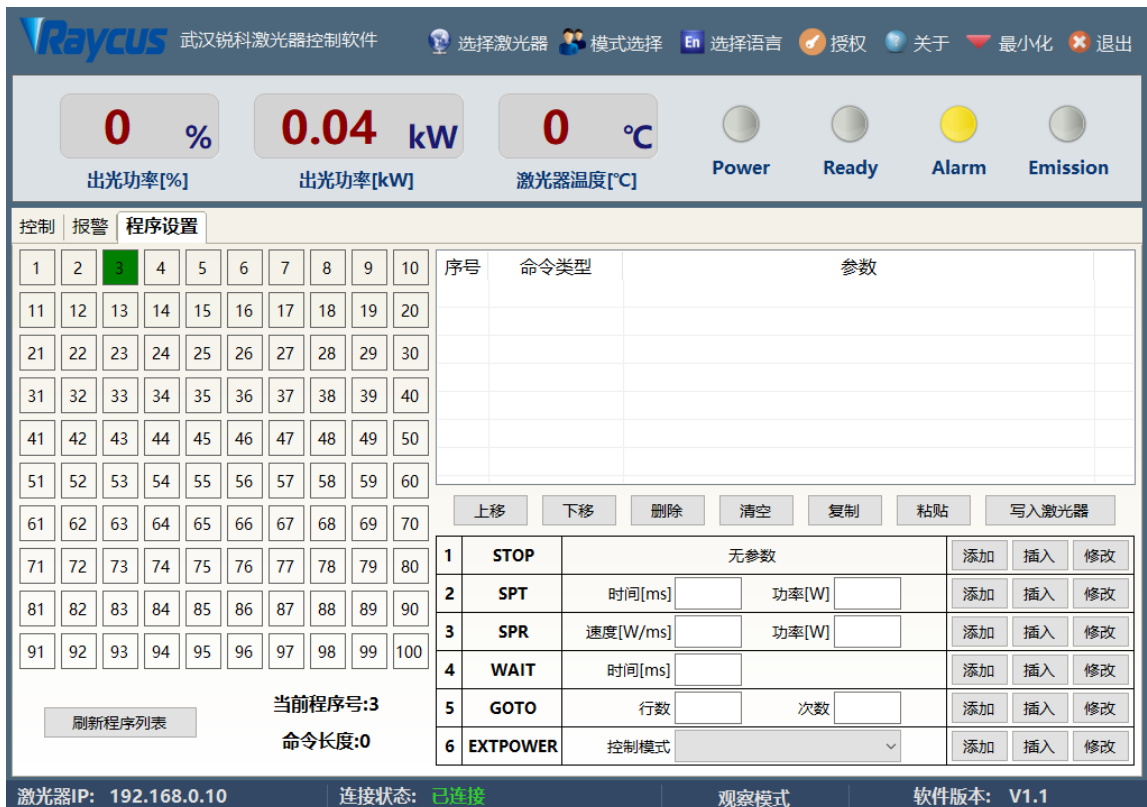 Raycus 武汉锐科激光器控制软件 选择激光器 模式选择 En 选择语言 授权 关于 最小化 退出
0 % 0.04 kW 0 ℃
出光功率[%] 出光功率[kW] 激光器温度[℃] Power Ready Alarm Emission
控制 报警 程序设置
1 2 3 4 5 6 7 8 9 10
11 12 13 14 15 16 17 18 19 20
21 22 23 24 25 26 27 28 29 30
31 32 33 34 35 36 37 38 39 40
41 42 43 44 45 46 47 48 49 50
51 52 53 54 55 56 57 58 59 60
61 62 63 64 65 66 67 68 69 70
71 72 73 74 75 76 77 78 79 80
81 82 83 84 85 86 87 88 89 90
91 92 93 94 95 96 97 98 99 100
刷新程序列表
当前程序号:3
命令长度:0
序号 命令类型 参数
上移 下移 删除 清空 复制 粘贴 写入激光器
1 STOP 无参数 添加 插入 修改
2 SPT 时间[ms] 功率[W] 添加 插入 修改
3 SPR 速度[W/ms] 功率[W] 添加 插入 修改
4 WAIT 时间[ms] 添加 插入 修改
5 GOTO 行数 次数 添加 插入 修改
6 EXTPOWER 控制模式 添加 插入 修改
激光器IP: 192.168.0.10 连接状态: 已连接 观察模式 软件版本: V1.1